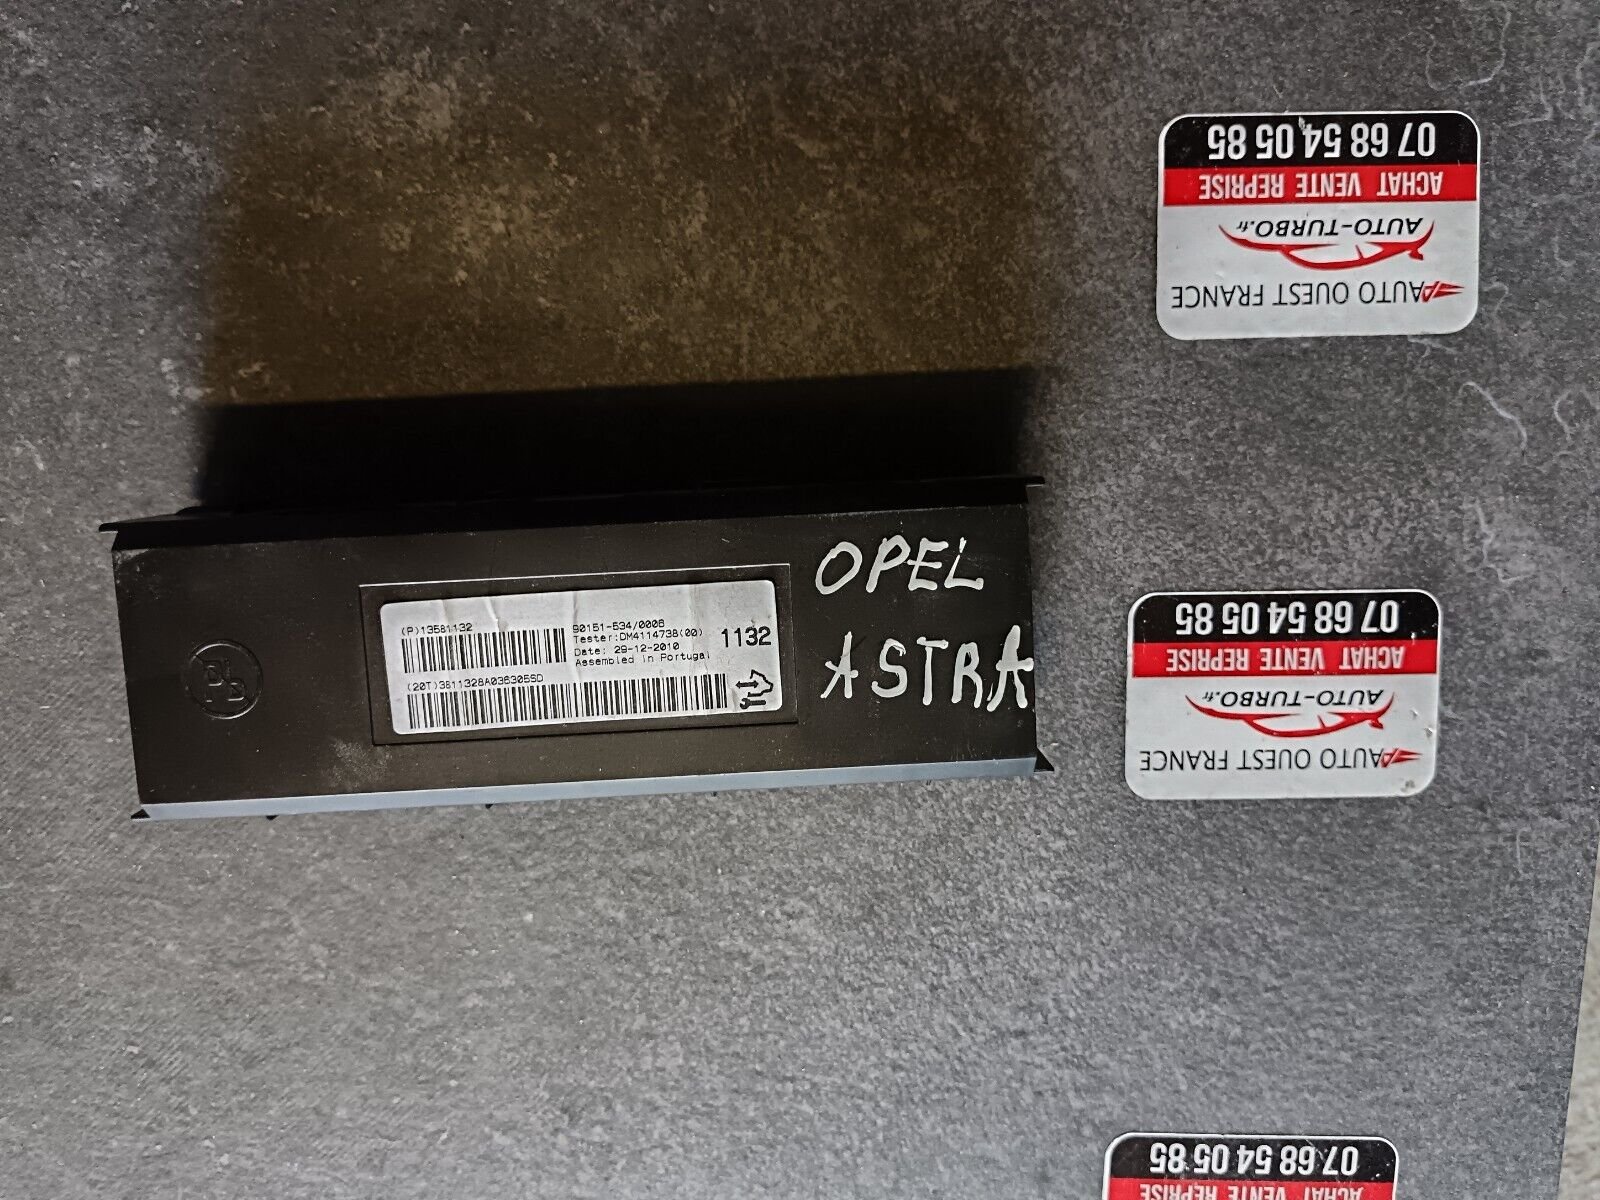 (P)13581132
90151-534/0006
Tester:DM4114738(00)
Date: 29-12-2010
Assembled in Portugal
1132
(20T)3811328A0363055D
OPEL
ASTRA
07 68 54 05 85
ACHAT VENTE REPRISE
AUTO-TURBO.fr
AUTO OUEST FRANCE
07 68 54 05 85
ACHAT VENTE REPRISE
AUTO-TURBO.fr
AUTO OUEST FRANCE
07 68 54 05 85
ACHAT VENTE REPRISE